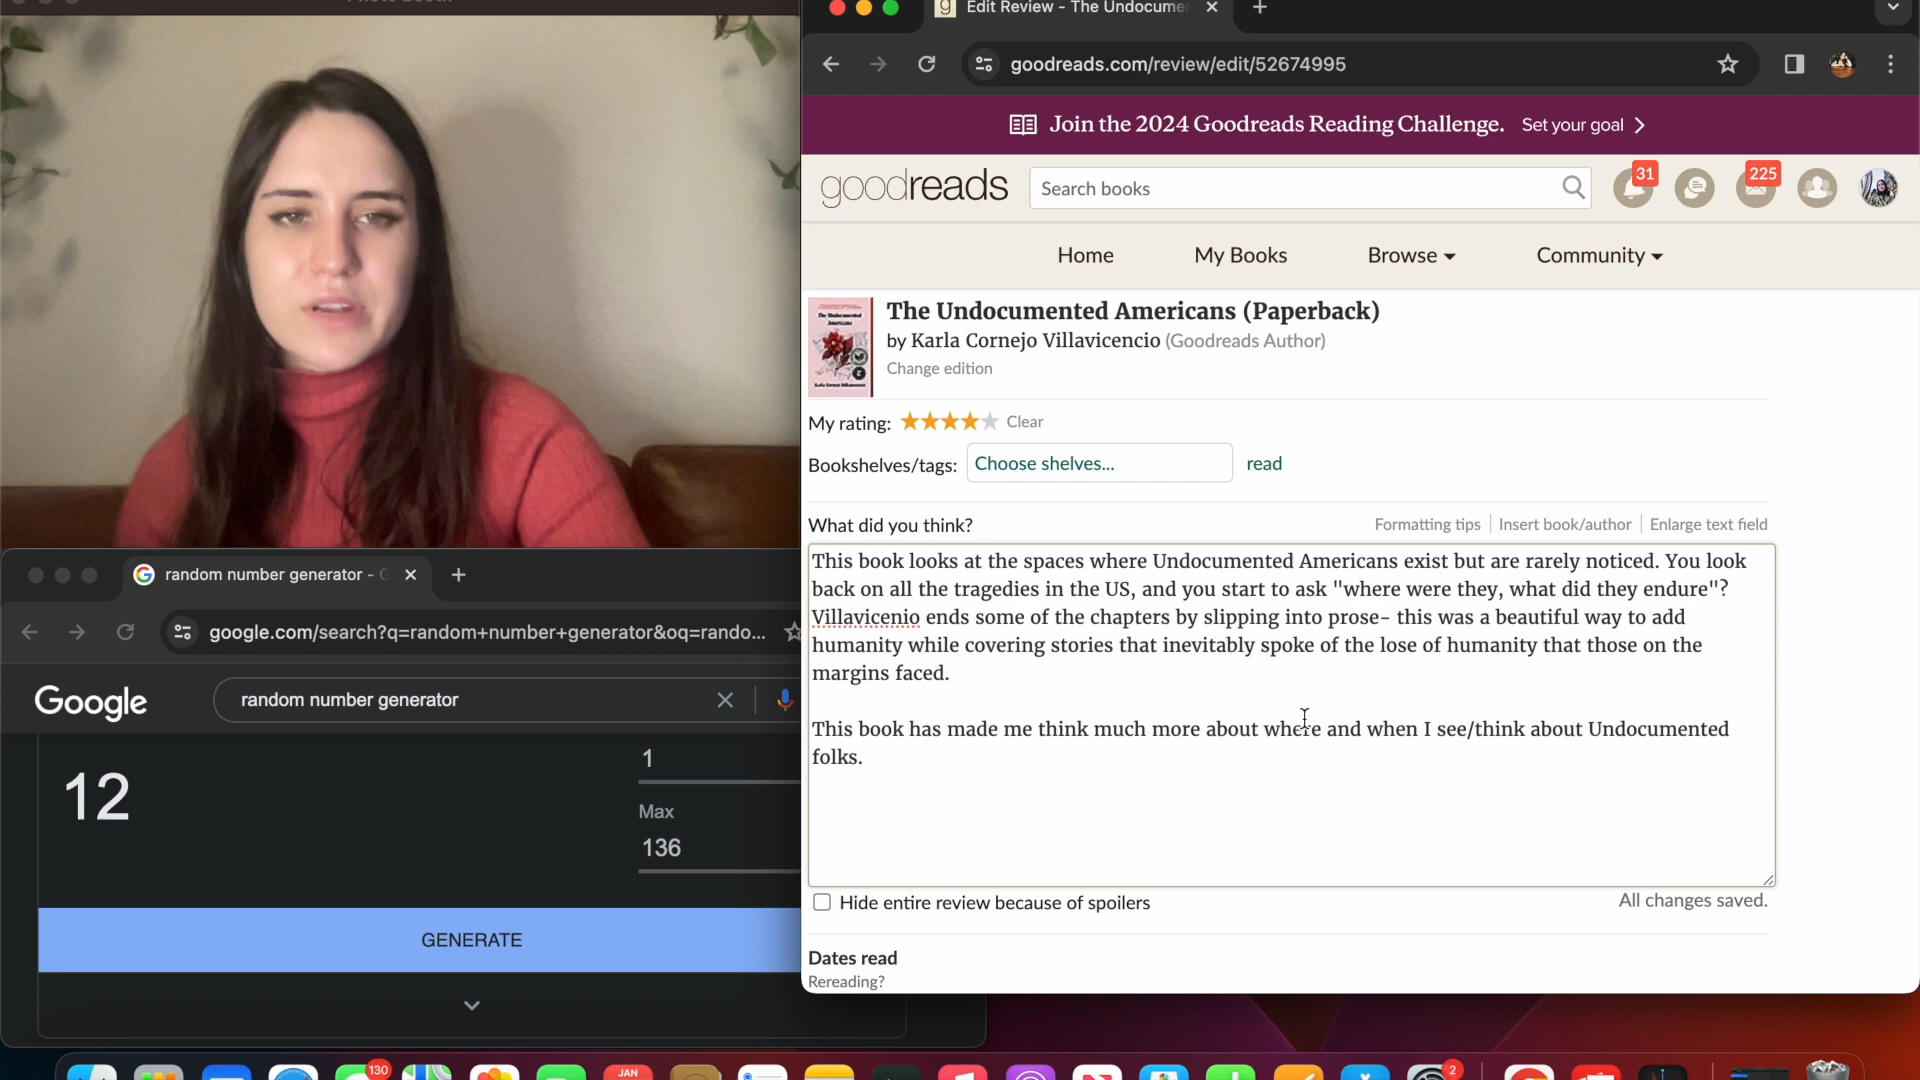 Edit Review - The Undocume
goodreads.com/review/edit/52674995
Join the 2024 Goodreads Reading Challenge. Set your goal
goodreads
Search books
31
225
Home
My Books
Browse
Community
The Undocumented Americans (Paperback)
by Karla Cornejo Villavicencio (Goodreads Author)
Change edition
The Undocumented
Americans
Karla Cornejo Villavicencio
My rating: Clear
Bookshelves/tags: Choose shelves... read
What did you think?
Formatting tips
Insert book/author
Enlarge text field
This book looks at the spaces where Undocumented Americans exist but are rarely noticed. You look
back on all the tragedies in the US, and you start to ask "where were they, what did they endure"?
Villavicenio ends some of the chapters by slipping into prose- this was a beautiful way to add
humanity while covering stories that inevitably spoke of the lose of humanity that those on the
margins faced.
This book has made me think much more about where and when I see/think about Undocumented
folks.
Hide entire review because of spoilers
All changes saved.
Dates read
Rereading?
random number generator - G
google.com/search?q=random+number+generator&oq=rando...
Google
random number generator
12
1
Max
136
GENERATE
130
JAN
2